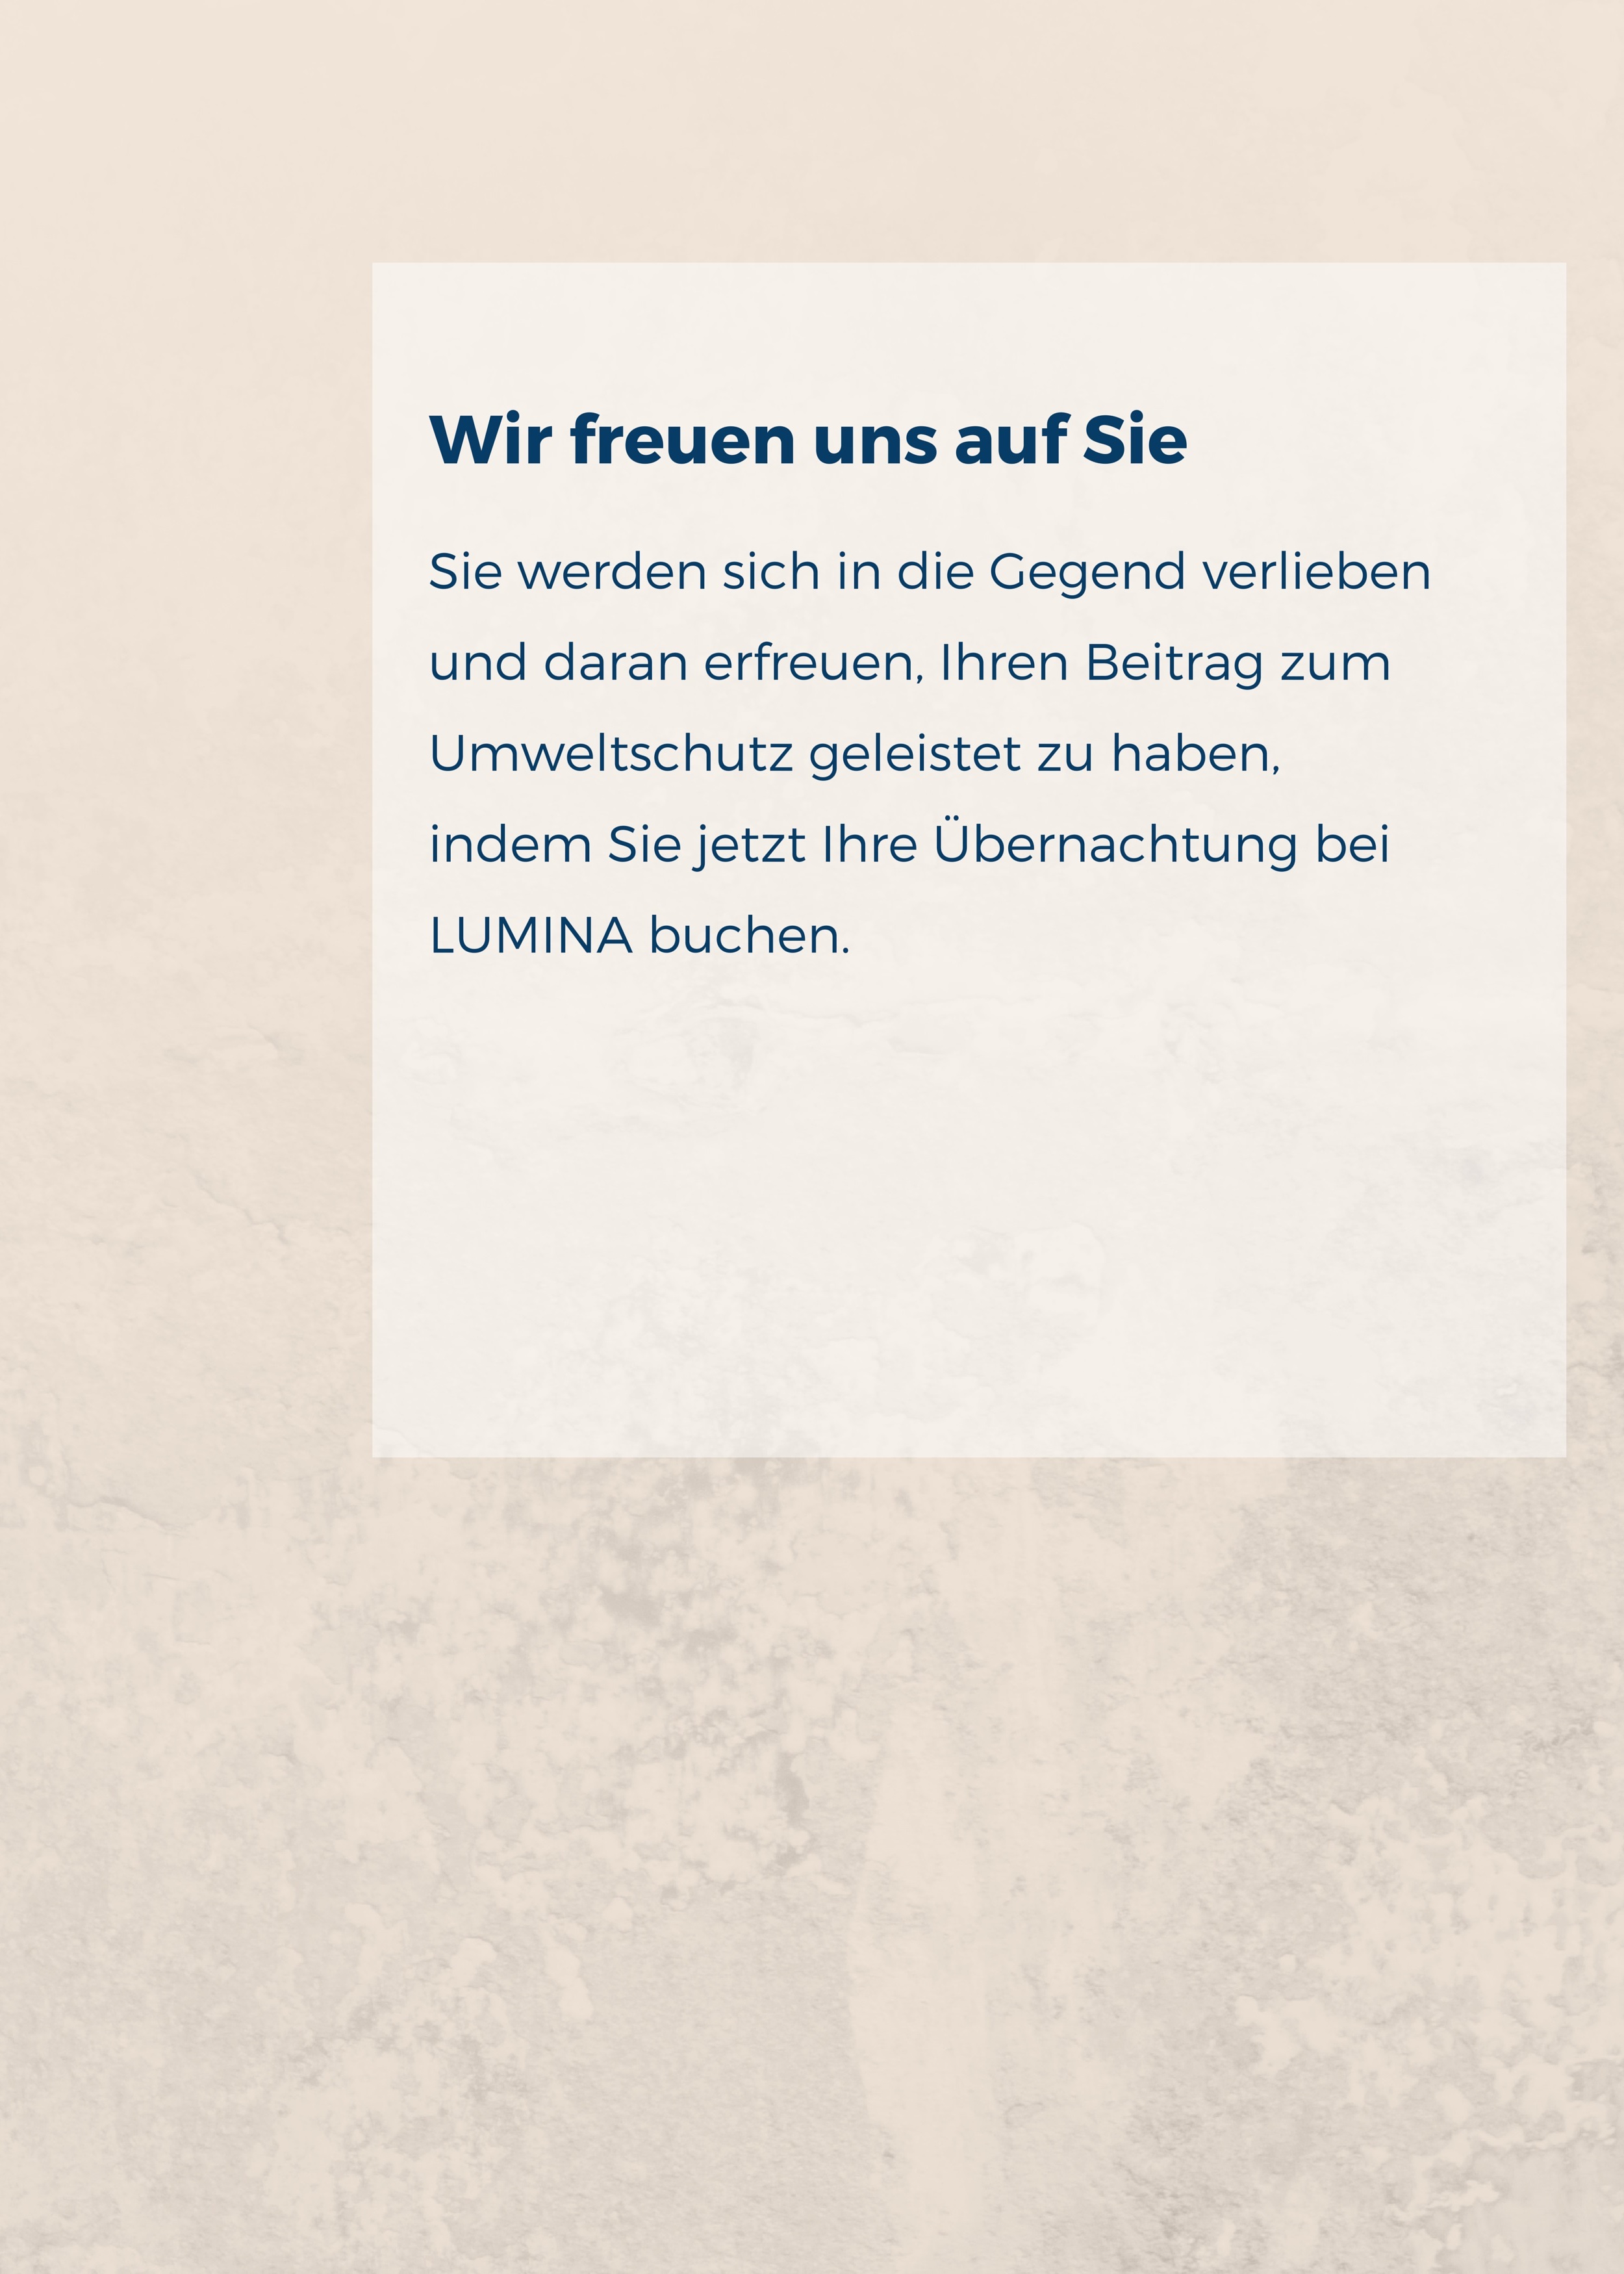 Wir freuen uns auf Sie
Sie werden sich in die Gegend verlieben
und daran erfreuen, Ihren Beitrag zum
Umweltschutz geleistet zu haben,
indem Sie jetzt Ihre Übernachtung bei
LUMINA buchen.